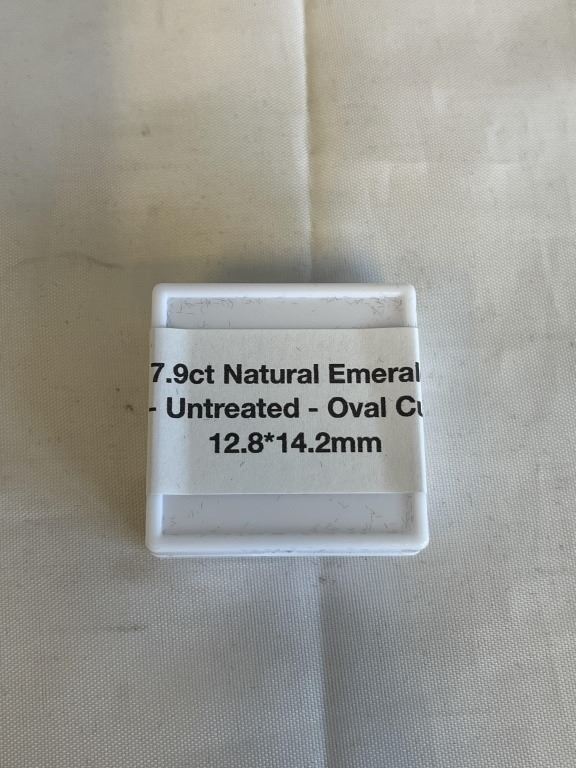 7.9ct Natural Emeral
- Untreated - Oval Cu
12.8*14.2mm